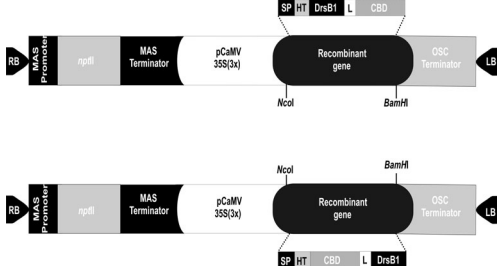 SP HT DrsB1 L CBD
RB MAS Promoter nptII MAS Terminator pCaMV 35S(3x) Recombinant gene OSC Terminator LB
NcoI BamHI
NcoI BamHI
RB MAS Promoter nptII MAS Terminator pCaMV 35S(3x) Recombinant gene OSC Terminator LB
SP HT CBD L DrsB1